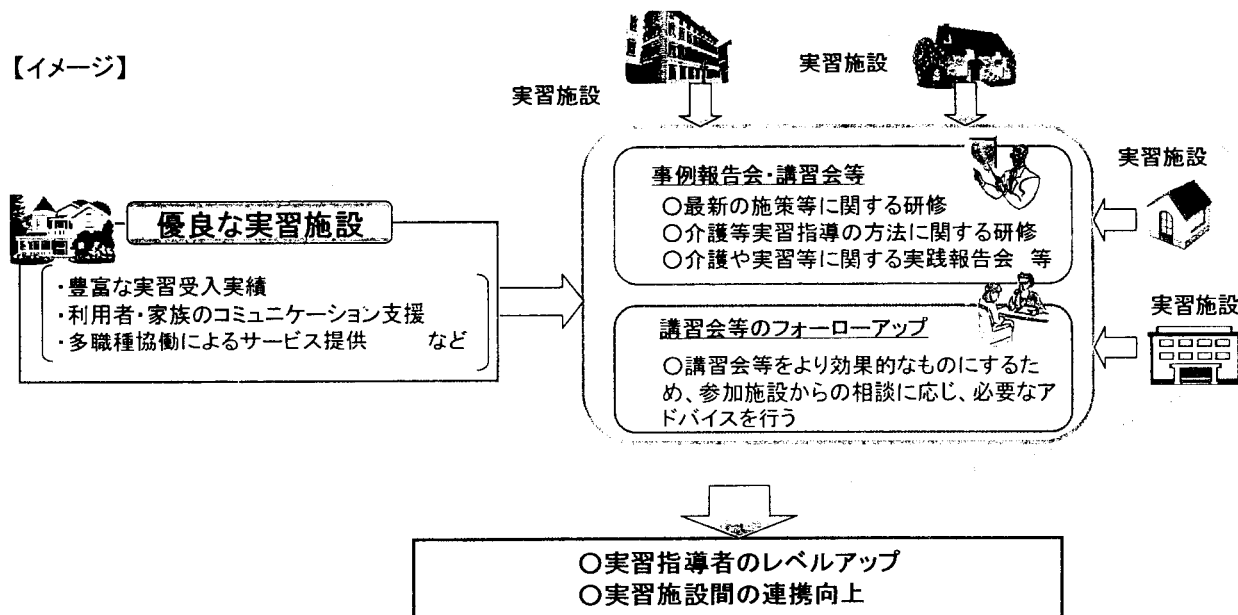 【イメージ】
実習施設
実習施設
実習施設
実習施設
優良な実習施設
・豊富な実習受入実績
・利用者・家族のコミュニケーション支援
・多職種協働によるサービス提供　など
事例報告会・講習会等
○最新の施策等に関する研修
○介護等実習指導の方法に関する研修
○介護や実習等に関する実践報告会　等
講習会等のフォーローアップ
○講習会等をより効果的なものにするた
め、参加施設からの相談に応じ、必要なア
ドバイスを行う
○実習指導者のレベルアップ
○実習施設間の連携向上